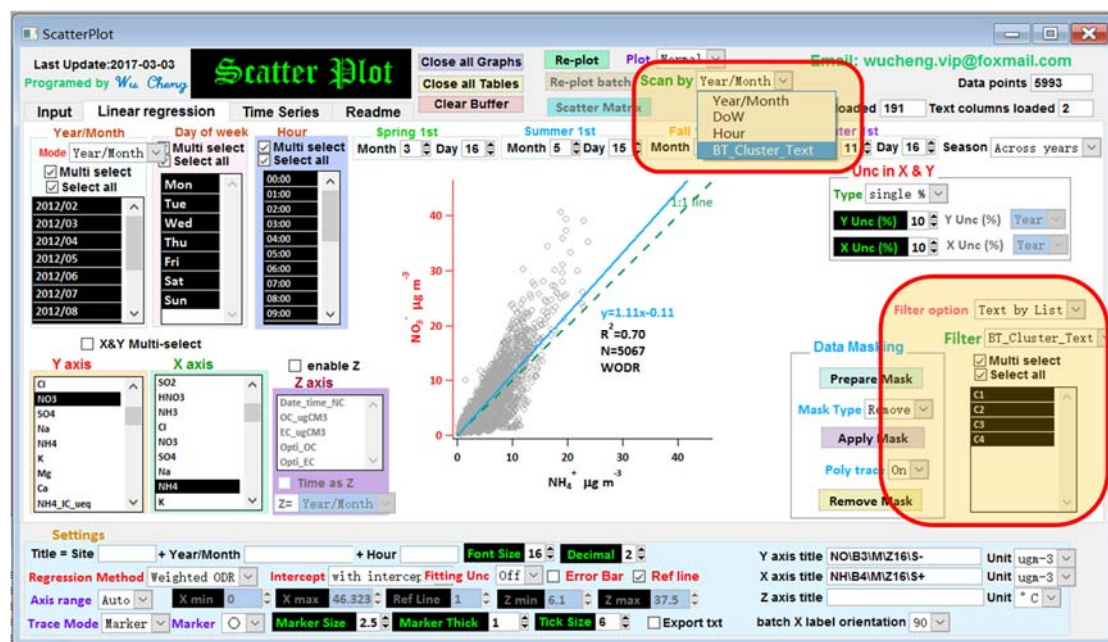 ScatterPlot
Last Update:2017-03-03
Programed by Wu Cheng
Scatter Plot
Close all Graphs
Close all Tables
Clear Buffer
Re-plot
Re-plot batch
Scatter Matrix
Plot Normal
Scan by Year/Month
Year/Month
DoW
Hour
BT_Cluster_Text
Email: wucheng.vip@foxmail.com
Data points 5993
loaded 191 Text columns loaded 2
Input Linear regression Time Series Readme
Year/Month
Mode Year/Month
Multi select
Select all
2012/02
2012/03
2012/04
2012/05
2012/06
2012/07
2012/08
Day of week
Multi select
Select all
Mon
Tue
Wed
Thu
Fri
Sat
Sun
Hour
Multi select
Select all
00:00
01:00
02:00
03:00
04:00
05:00
06:00
07:00
08:00
09:00
Spring 1st
Month 3 Day 16
Summer 1st
Month 5 Day 15
Fall
Month
1st
11 Day 16
Season Across years
Unc in X & Y
Type single %
Y Unc (%) 10 Y Unc (%) Year
X Unc (%) 10 X Unc (%) Year
NO3- µg m-3
40
30
20
10
0
0 10 20 30 40
NH4+ µg m-3
1:1 line
y=1.11x-0.11
R2=0.70
N=5067
WODR
Filter option Text by List
Filter BT_Cluster_Text
Multi select
Select all
C1
C2
C3
C4
Data Masking
Prepare Mask
Mask Type Remove
Apply Mask
Poly trace On
Remove Mask
X&Y Multi-select
Y axis
Cl
NO3
SO4
Na
NH4
K
Mg
Ca
NH4_IC_ueq
X axis
SO2
HNO3
NH3
Cl
NO3
SO4
Na
NH4
K
enable Z
Z axis
Date_time_NC
OC_ugCM3
EC_ugCM3
Opti_OC
Opti_EC
Time as Z
Z= Year/Month
Settings
Title = Site + Year/Month + Hour Font Size 16 Decimal 2
Regression Method Weighted ODR Intercept with intercep Fitting Unc Off Error Bar Ref line
Axis range Auto X min 0 X max 46.323 Ref Line 1 Z min 6.1 Z max 37.5
Trace Mode Marker Marker Marker Size 2.5 Marker Thick 1 Tick Size 6 Export txt
Y axis title NO\B3\M\Z16\S- Unit ugm-3
X axis title NH\B4\M\Z16\S+ Unit ugm-3
Z axis title Unit ° C
batch X label orientation 90